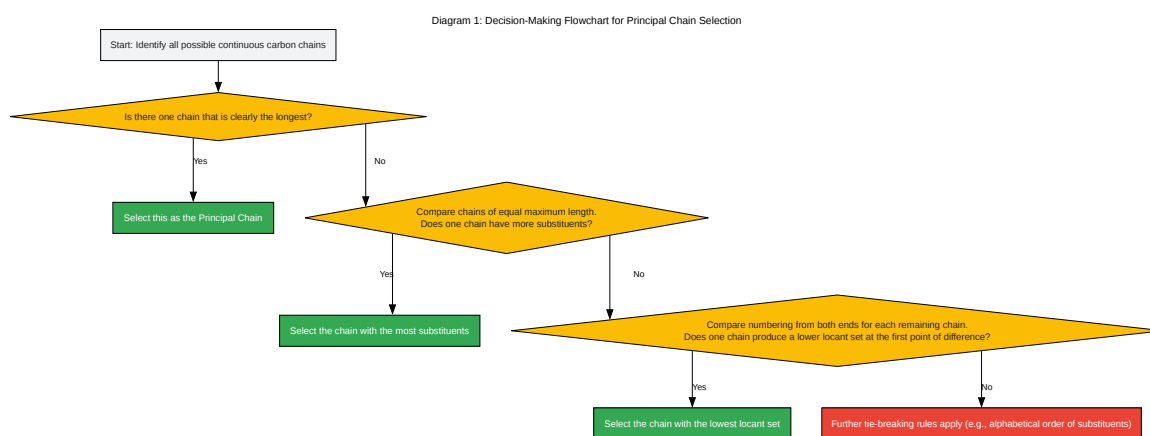 Diagram 1: Decision-Making Flowchart for Principal Chain Selection
Start: Identify all possible continuous carbon chains
Is there one chain that is clearly the longest?
Yes
No
Select this as the Principal Chain
Compare chains of equal maximum length.
Does one chain have more substituents?
Yes
No
Select the chain with the most substituents
Compare numbering from both ends for each remaining chain.
Does one chain produce a lower locant set at the first point of difference?
Yes
No
Select the chain with the lowest locant set
Further tie-breaking rules apply (e.g., alphabetical order of substituents)